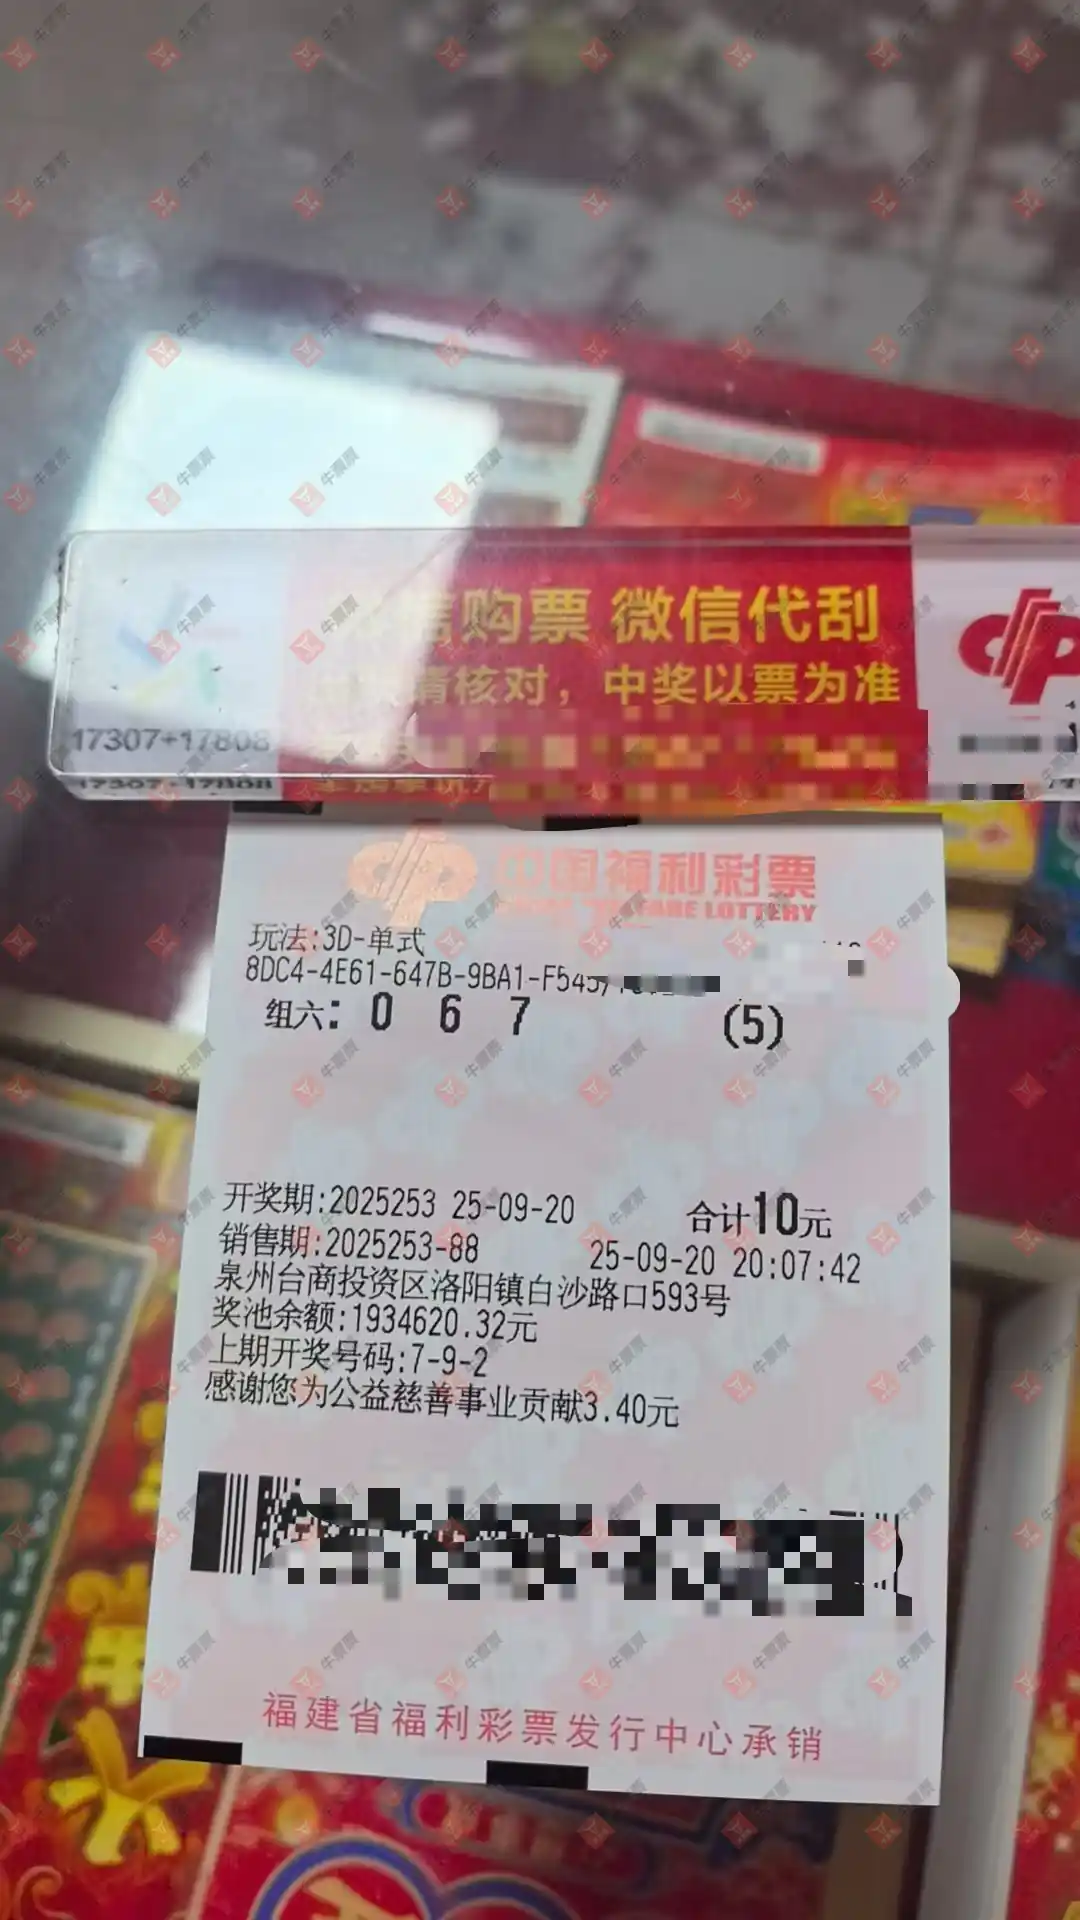 信购票 微信代刮
请核对，中奖以票为准
17307+17808
中国福利彩票
玩法:3D-单式
8DC4-4E61-647B-9BA1-F545
组六: 0 6 7 (5)
开奖期:2025253 25-09-20 合计10元
销售期:2025253-88 25-09-20 20:07:42
泉州台商投资区洛阳镇白沙路口593号
奖池余额:1934620.32元
上期开奖号码:7-9-2
感谢您为公益慈善事业贡献3.40元
福建省福利彩票发行中心承销
牛票票